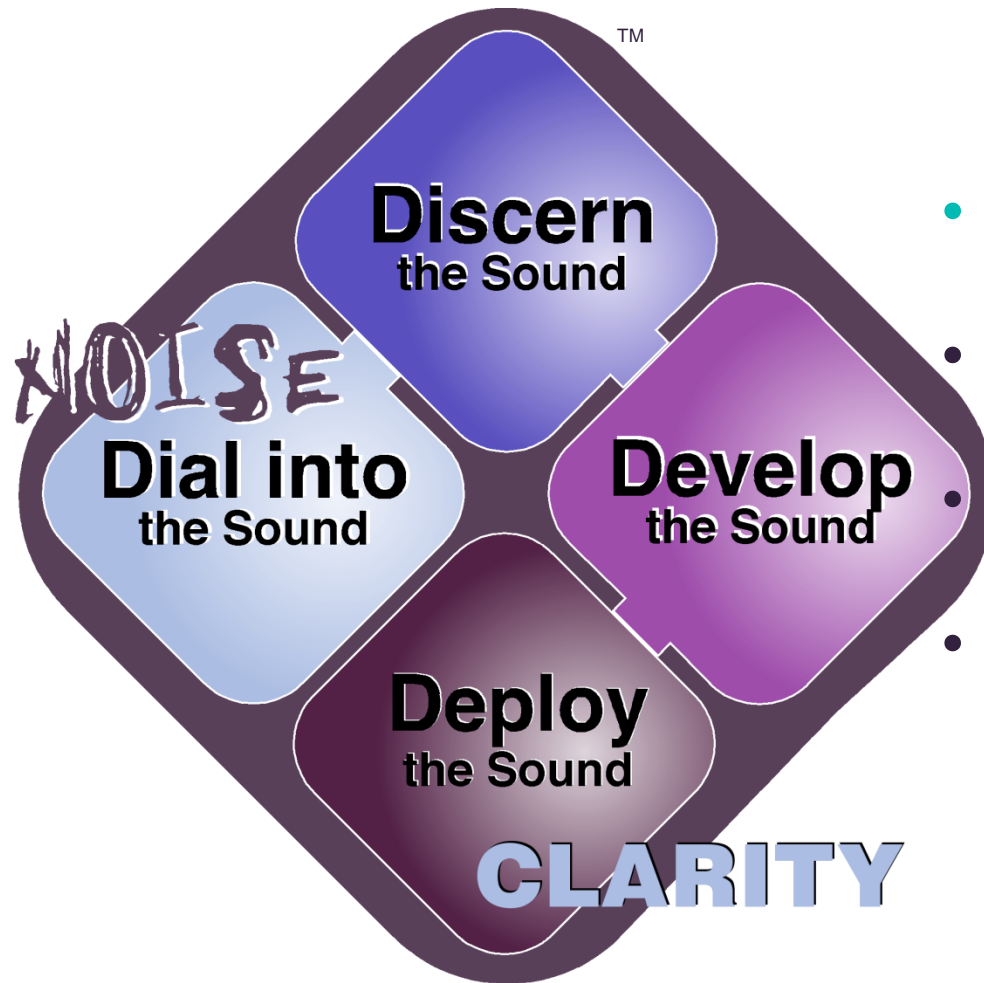 TM
Discern
the Sound
NOISE
Dial into
the Sound
Develop
the Sound
Deploy
the Sound
CLARITY